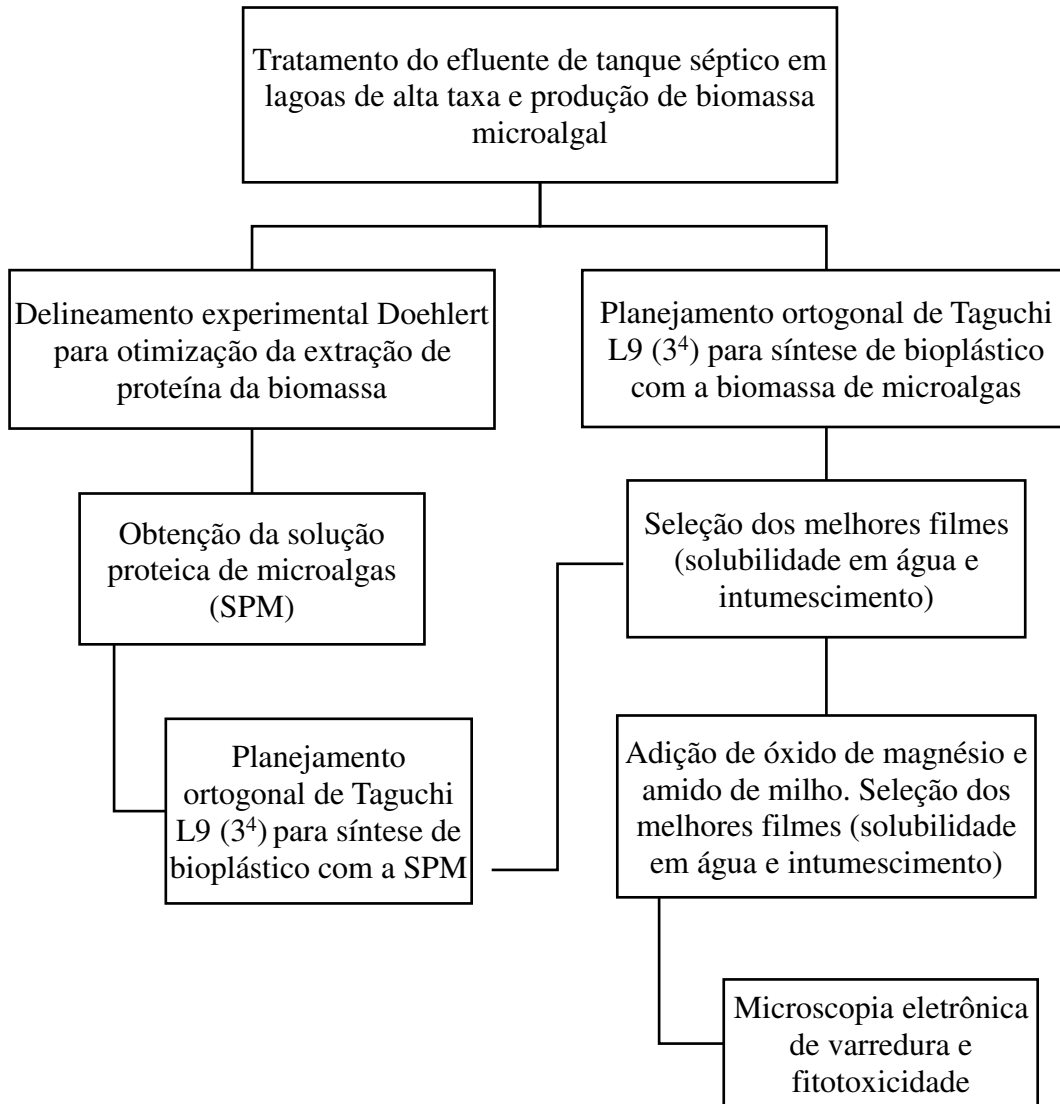 Tratamento do efluente de tanque séptico em
lagoas de alta taxa e produção de biomassa
microalgal
Delineamento experimental Doehlert
para otimização da extração de
proteína da biomassa
Planejamento ortogonal de Taguchi
L9 (3⁴) para síntese de bioplástico
com a biomassa de microalgas
Obtenção da solução
proteica de microalgas
(SPM)
Seleção dos melhores filmes
(solubilidade em água e
intumescimento)
Planejamento
ortogonal de Taguchi
L9 (3⁴) para síntese de
bioplástico com a SPM
Adição de óxido de magnésio e
amido de milho. Seleção dos
melhores filmes (solubilidade
em água e intumescimento)
Microscopia eletrônica
de varredura e
fitotoxicidade